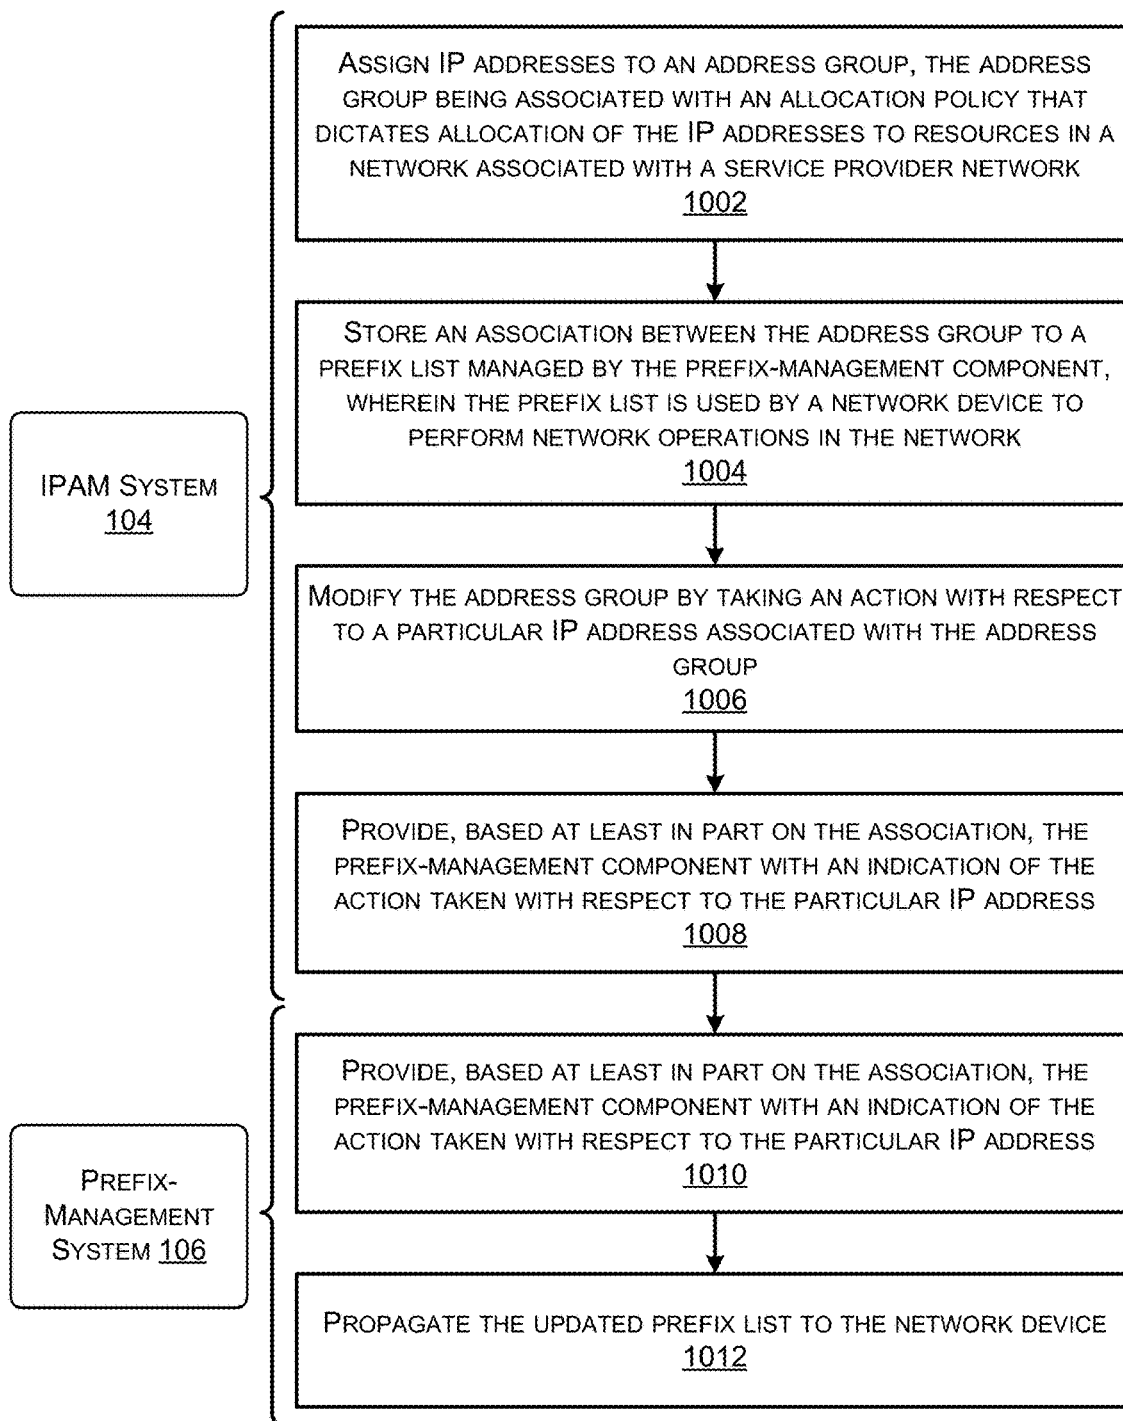 ASSIGN IP ADDRESSES TO AN ADDRESS GROUP, THE ADDRESS
GROUP BEING ASSOCIATED WITH AN ALLOCATION POLICY THAT
DICTATES ALLOCATION OF THE IP ADDRESSES TO RESOURCES IN A
NETWORK ASSOCIATED WITH A SERVICE PROVIDER NETWORK
1002
STORE AN ASSOCIATION BETWEEN THE ADDRESS GROUP TO A
PREFIX LIST MANAGED BY THE PREFIX-MANAGEMENT COMPONENT,
WHEREIN THE PREFIX LIST IS USED BY A NETWORK DEVICE TO
PERFORM NETWORK OPERATIONS IN THE NETWORK
1004
IPAM SYSTEM
104
MODIFY THE ADDRESS GROUP BY TAKING AN ACTION WITH RESPECT
TO A PARTICULAR IP ADDRESS ASSOCIATED WITH THE ADDRESS
GROUP
1006
PROVIDE, BASED AT LEAST IN PART ON THE ASSOCIATION, THE
PREFIX-MANAGEMENT COMPONENT WITH AN INDICATION OF THE
ACTION TAKEN WITH RESPECT TO THE PARTICULAR IP ADDRESS
1008
PROVIDE, BASED AT LEAST IN PART ON THE ASSOCIATION, THE
PREFIX-MANAGEMENT COMPONENT WITH AN INDICATION OF THE
ACTION TAKEN WITH RESPECT TO THE PARTICULAR IP ADDRESS
1010
PREFIX-
MANAGEMENT
SYSTEM 106
PROPAGATE THE UPDATED PREFIX LIST TO THE NETWORK DEVICE
1012